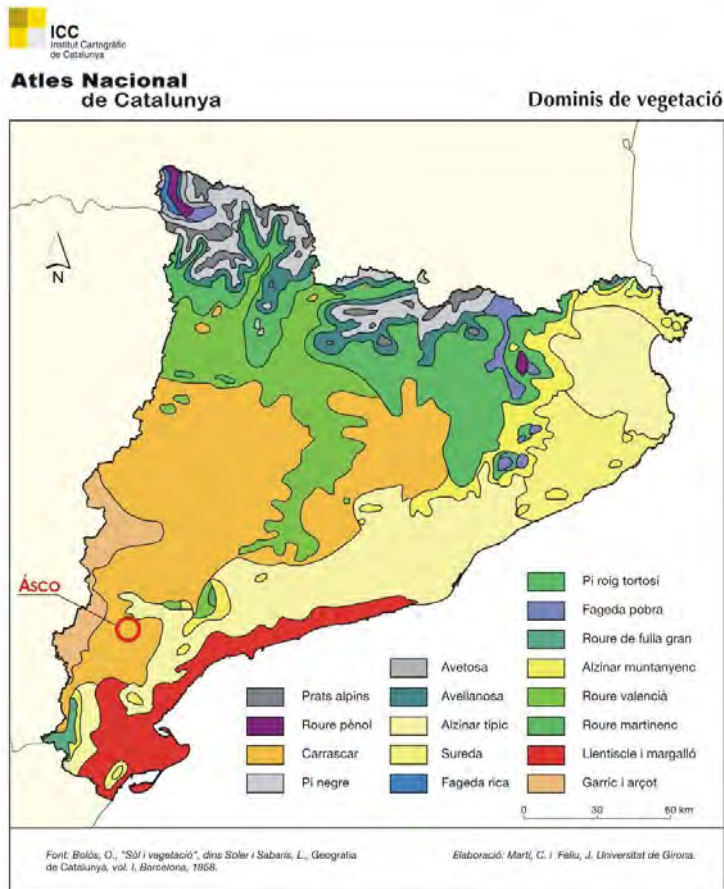 ICC
Institut Cartogràfic
de Catalunya
Atles Nacional
de Catalunya
Dominis de vegetació
N
Áscó
Prats alpins
Roure pènol
Carrascar
Pi negre
Avetosa
Avellanosa
Alzinar típic
Sureda
Fageda rica
Pi roig tortosí
Fageda pobra
Roure de fulla gran
Alzinar muntanyenc
Roure valencià
Roure martinenc
Llentiscle i margalló
Garric i arçot
0 30 60 km
Font: Bolòs, O., "Sòl i vegetació", dins Soler i Sabarís, L., Geografia
de Catalunya, vol. I, Barcelona, 1958.
Elaboració: Martí, C. i Feliu, J. Universitat de Girona.